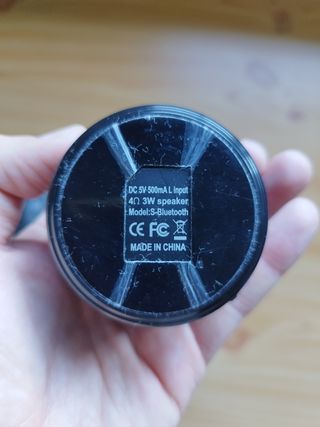 DC 5V 500mA L input
4Ω 3W speaker
Model:S-Bluetooth
CE FC
MADE IN CHINA